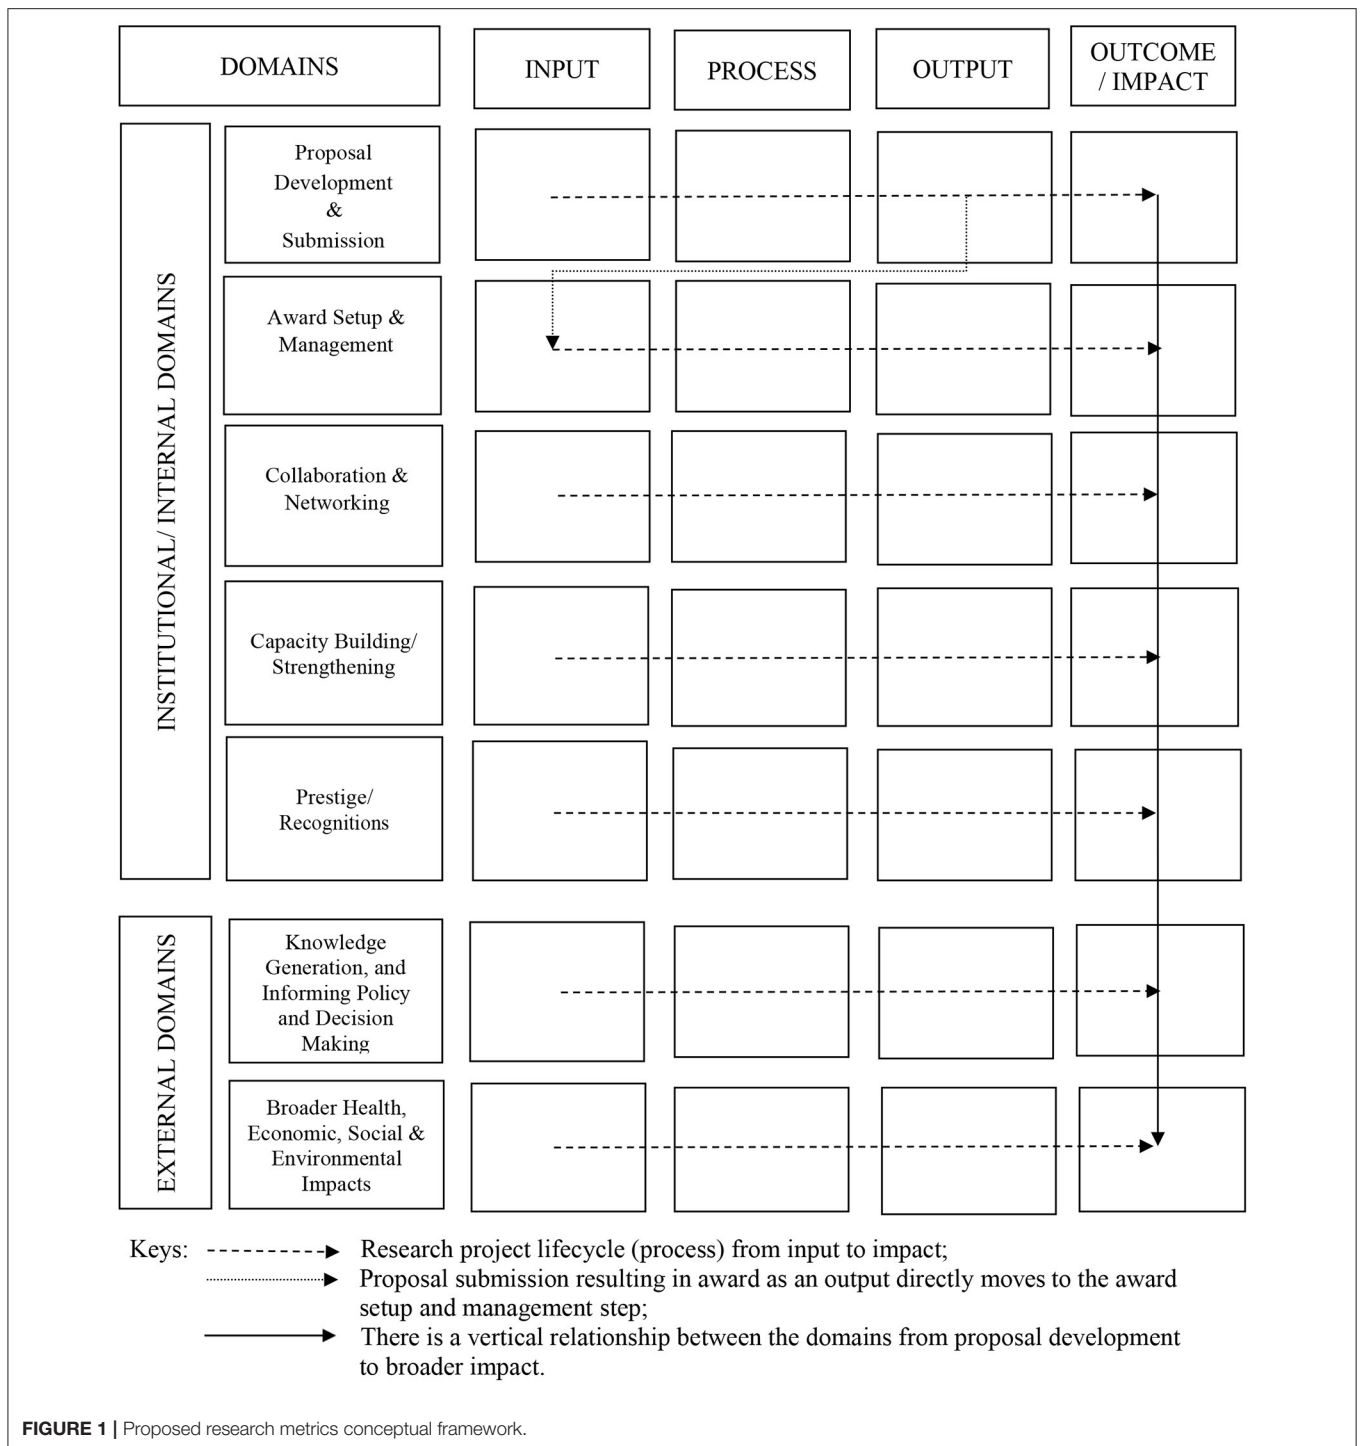 DOMAINS
INPUT
PROCESS
OUTPUT
OUTCOME
/ IMPACT
INSTITUTIONAL/ INTERNAL DOMAINS
Proposal
Development
&
Submission
Award Setup &
Management
Collaboration &
Networking
Capacity Building/
Strengthening
Prestige/
Recognitions
EXTERNAL DOMAINS
Knowledge
Generation, and
Informing Policy
and Decision
Making
Broader Health,
Economic, Social &
Environmental
Impacts
Keys:
Research project lifecycle (process) from input to impact;
Proposal submission resulting in award as an output directly moves to the award
setup and management step;
There is a vertical relationship between the domains from proposal development
to broader impact.
FIGURE 1 | Proposed research metrics conceptual framework.